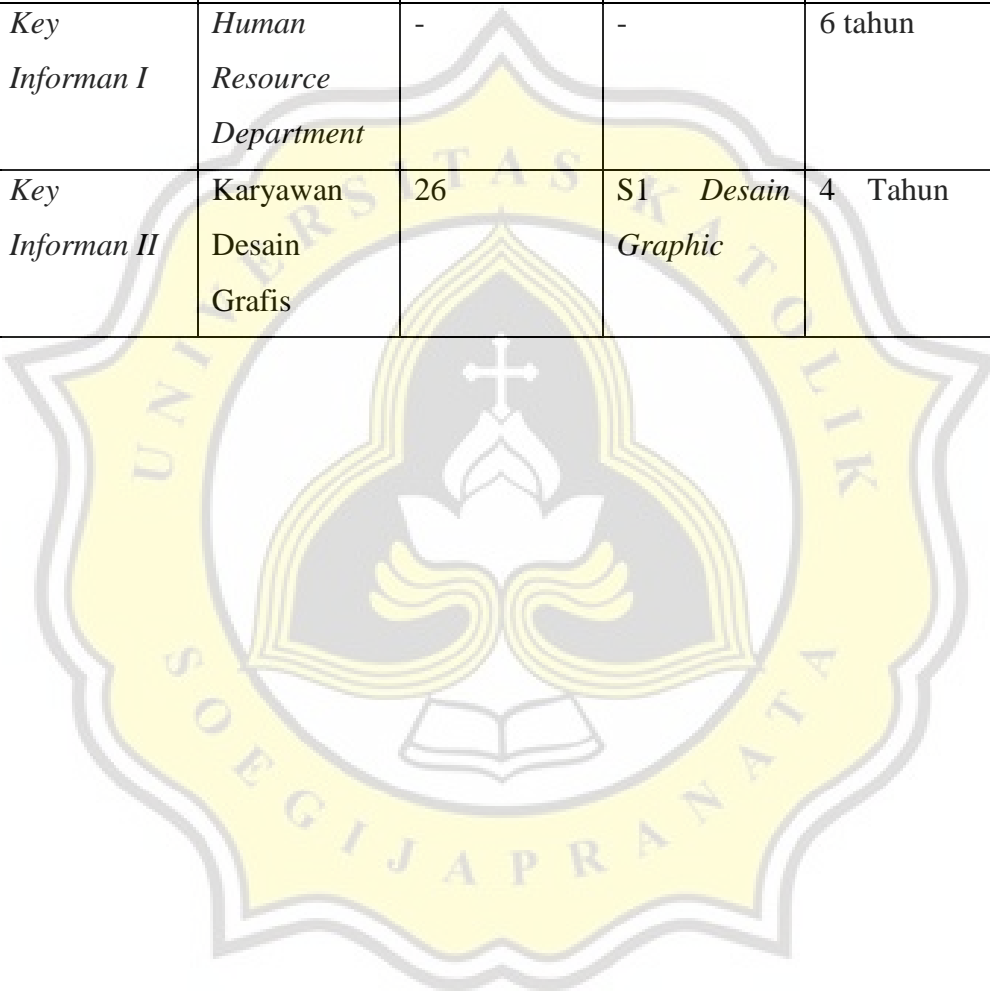 Key Human - - 6 tahun
Informan I Resource
Department
Key Karyawan 26 S1 Desain 4 Tahun
Informan II Desain Graphic
Grafis
UNIVERSITAS KATOLIK
SOEGIJAPRANATA